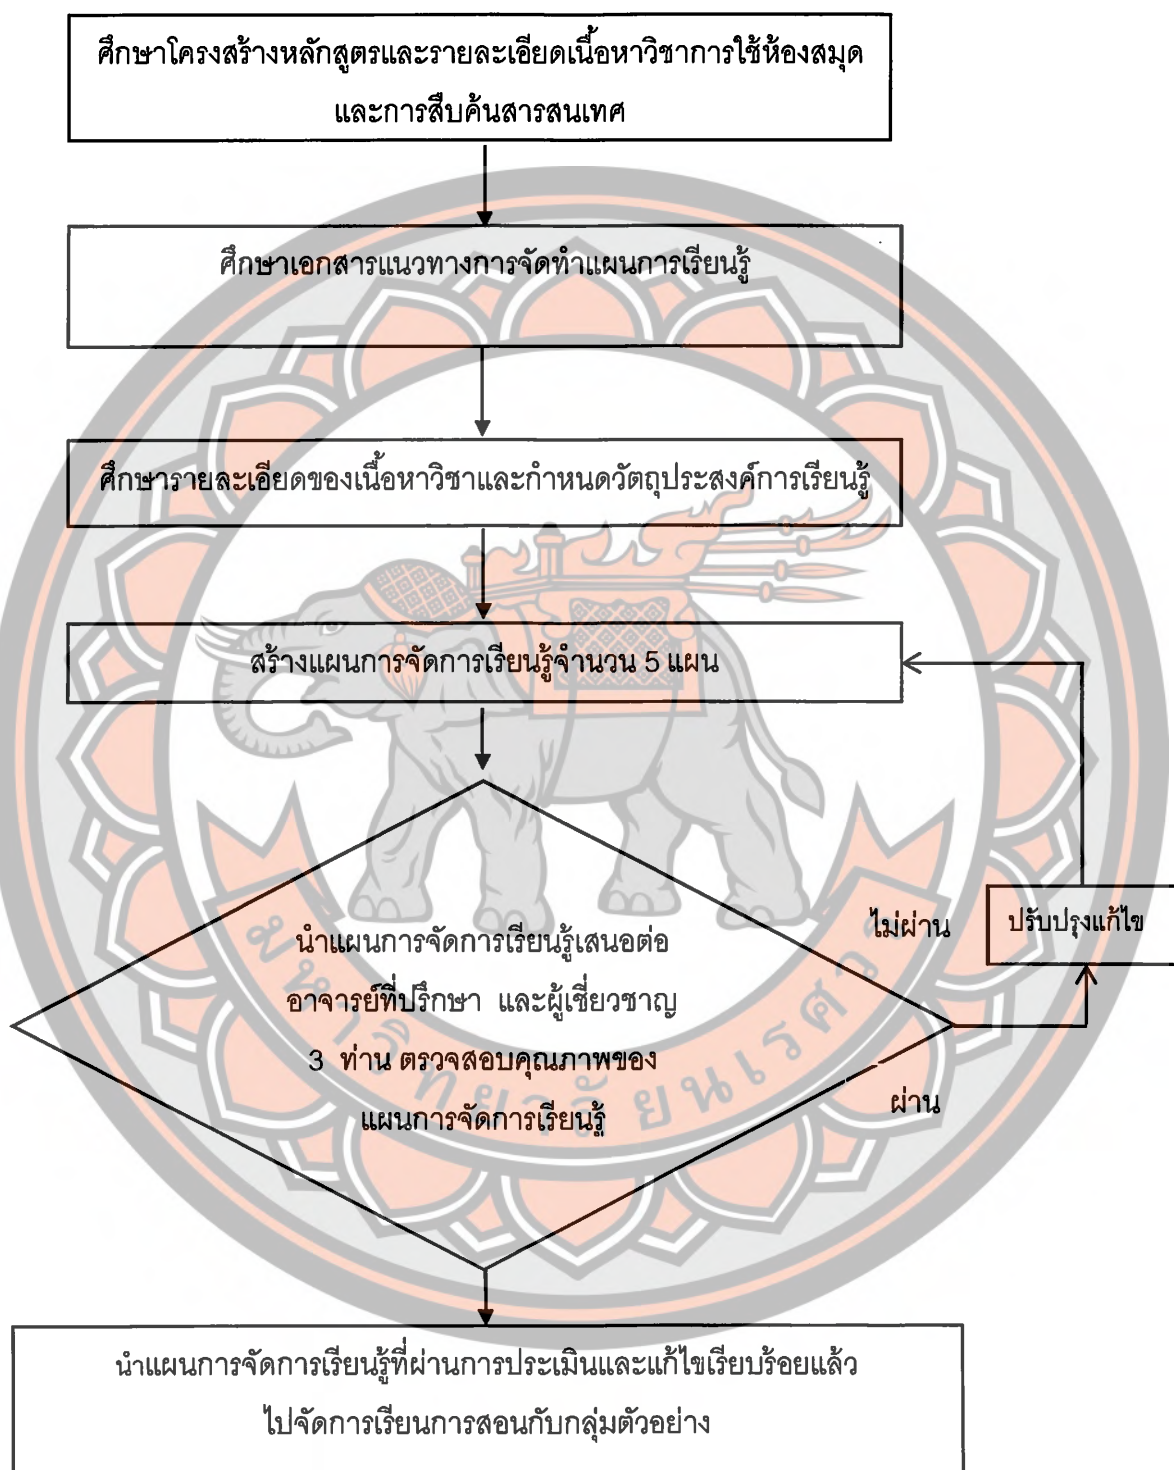 ศึกษาโครงสร้างหลักสูตรและรายละเอียดเนื้อหาวิชาการใช้ห้องสมุด
และการสืบค้นสารสนเทศ
ศึกษาเอกสารแนวทางการจัดทำแผนการเรียนรู้
ศึกษารายละเอียดของเนื้อหาวิชาและกำหนดวัตถุประสงค์การเรียนรู้
สร้างแผนการจัดการเรียนรู้จำนวน 5 แผน
นำแผนการจัดการเรียนรู้เสนอต่อ
อาจารย์ที่ปรึกษา และผู้เชี่ยวชาญ
3 ท่าน ตรวจสอบคุณภาพของ
แผนการจัดการเรียนรู้
ไม่ผ่าน
ปรับปรุงแก้ไข
ผ่าน
มหาวิทยาลัยนเรศวร
นำแผนการจัดการเรียนรู้ที่ผ่านการประเมินและแก้ไขเรียบร้อยแล้ว
ไปจัดการเรียนการสอนกับกลุ่มตัวอย่าง